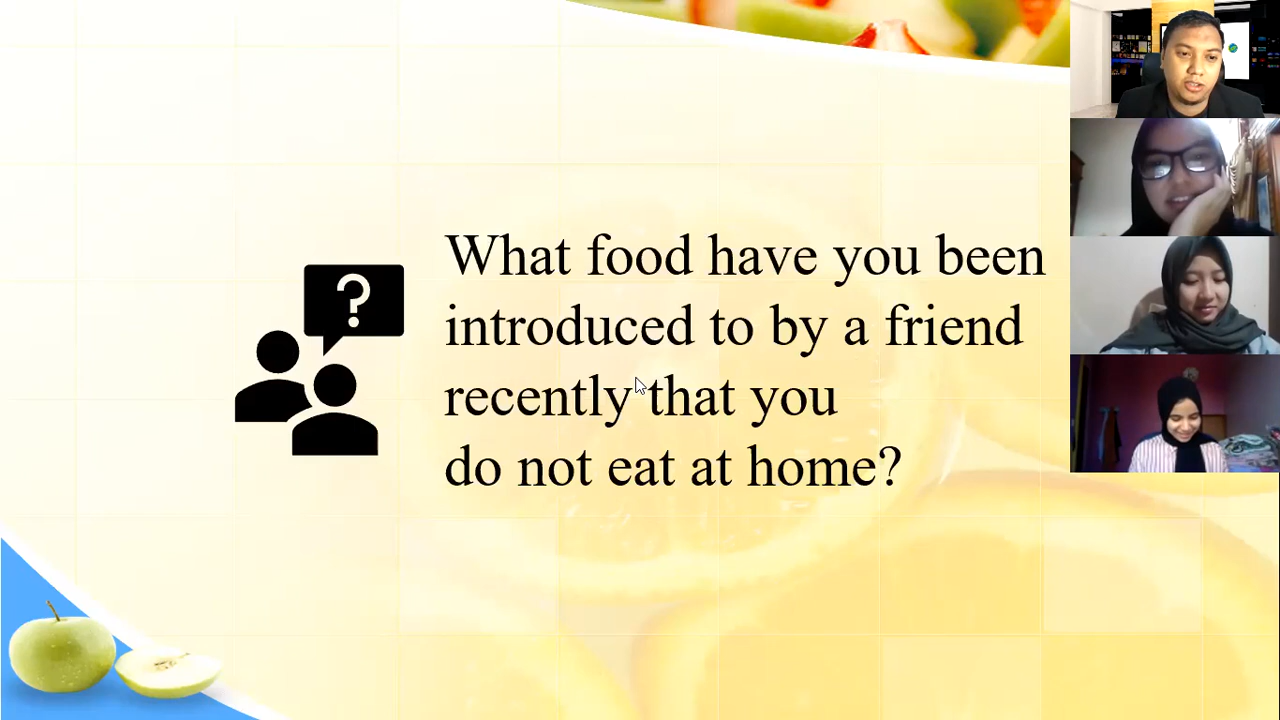 ?
What food have you been
introduced to by a friend
recently that you
do not eat at home?